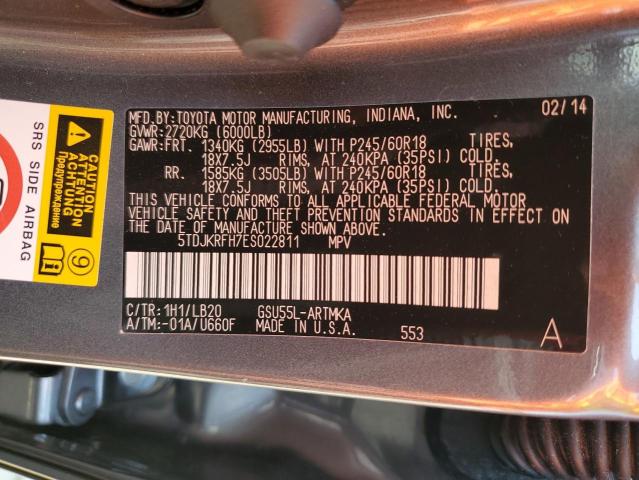 MFD.BY:TOYOTA MOTOR MANUFACTURING, INDIANA, INC. 02/14
GVWR:2720KG (6000LB)
GAWR:FRT. 1340KG (2955LB) WITH P245/60R18 TIRES,
18X7.5J RIMS, AT 240KPA (35PSI) COLD.
RR. 1585KG (3505LB) WITH P245/60R18 TIRES,
18X7.5J RIMS, AT 240KPA (35PSI) COLD.
THIS VEHICLE CONFORMS TO ALL APPLICABLE FEDERAL MOTOR
VEHICLE SAFETY AND THEFT PREVENTION STANDARDS IN EFFECT ON
THE DATE OF MANUFACTURE SHOWN ABOVE.
5TDJKRFH7ES022811 MPV
C/TR:1H1/LB20 GSU55L-ARTMKA
A/TM:-01A/U660F MADE IN U.S.A. 553 A
SRS SIDE AIRBAG
CAUTION
ATTENTION
ACHTUNG
Предупреждение
9